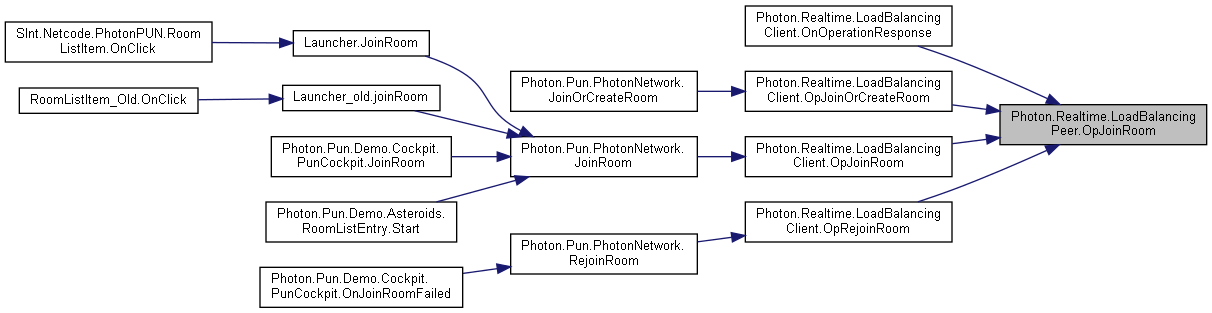 SInt.Netcode.PhotonPUN.Room
ListItem.OnClick
Launcher.JoinRoom
RoomListItem_Old.OnClick
Launcher_old.joinRoom
Photon.Pun.Demo.Cockpit.
PunCockpit.JoinRoom
Photon.Pun.Demo.Asteroids.
RoomListEntry.Start
Photon.Pun.Demo.Cockpit.
PunCockpit.OnJoinRoomFailed
Photon.Pun.PhotonNetwork.
JoinOrCreateRoom
Photon.Pun.PhotonNetwork.
JoinRoom
Photon.Pun.PhotonNetwork.
RejoinRoom
Photon.Realtime.LoadBalancing
Client.OnOperationResponse
Photon.Realtime.LoadBalancing
Client.OpJoinOrCreateRoom
Photon.Realtime.LoadBalancing
Client.OpJoinRoom
Photon.Realtime.LoadBalancing
Client.OpRejoinRoom
Photon.Realtime.LoadBalancing
Peer.OpJoinRoom